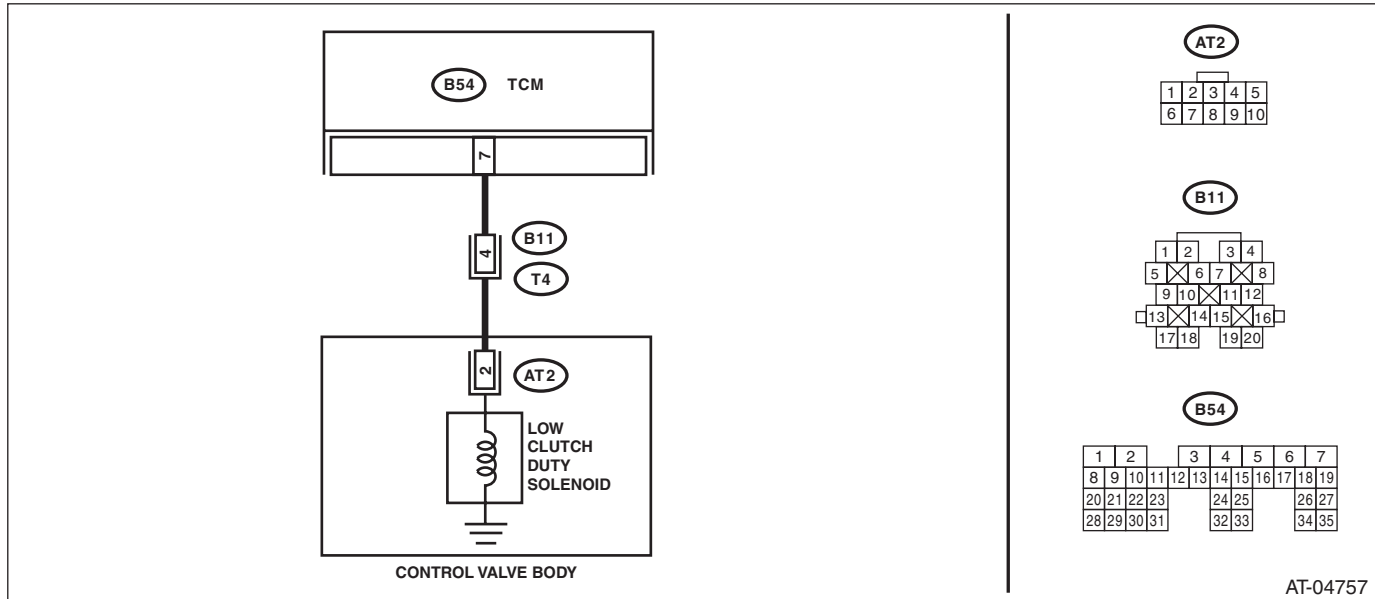 B54 TCM
7
4
B11
T4
2
AT2
LOW
CLUTCH
DUTY
SOLENOID
CONTROL VALVE BODY
AT2
1 2 3 4 5
6 7 8 9 10
B11
1 2 3 4
5 6 7 8
9 10 11 12
13 14 15 16
17 18 19 20
B54
1 2 3 4 5 6 7
8 9 10 11 12 13 14 15 16 17 18 19
20 21 22 23 24 25 26 27
28 29 30 31 32 33 34 35
AT-04757